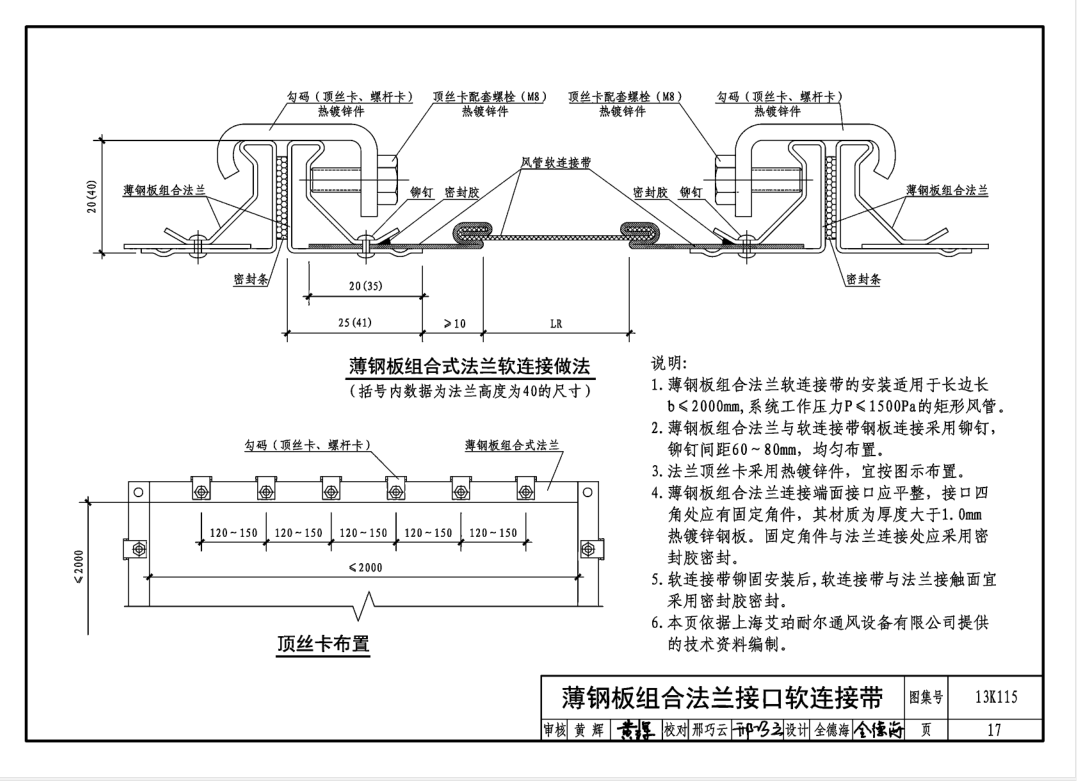 勾码(顶丝卡、螺杆卡)
热镀锌件
顶丝卡配套螺栓(M8)
热镀锌件
顶丝卡配套螺栓(M8)
热镀锌件
勾码(顶丝卡、螺杆卡)
热镀锌件
风管软连接带
薄钢板组合法兰
铆钉
密封胶
密封胶
铆钉
薄钢板组合法兰
20(40)
密封条
密封条
20(35)
25(41)
≥10
LR
薄钢板组合式法兰软连接做法
(括号内数据为法兰高度为40的尺寸)
勾码(顶丝卡、螺杆卡)
薄钢板组合式法兰
120~150
120~150
120~150
120~150
120~150
≤2000
≤2000
顶丝卡布置
说明:
1.薄钢板组合法兰软连接带的安装适用于长边长
b≤2000mm,系统工作压力P≤1500Pa的矩形风管。
2.薄钢板组合法兰与软连接带钢板连接采用铆钉,
铆钉间距60~80mm,均匀布置。
3.法兰顶丝卡采用热镀锌件,宜按图示布置。
4.薄钢板组合法兰连接端面接口应平整,接口四
角处应有固定角件,其材质为厚度大于1.0mm
热镀锌钢板。固定角件与法兰连接处应采用密
封胶密封。
5.软连接带铆固安装后,软连接带与法兰接触面宜
采用密封胶密封。
6.本页依据上海艾珀耐尔通风设备有限公司提供
的技术资料编制。
薄钢板组合法兰接口软连接带
图集号
13K115
审核 黄辉 黄辉 校对 邢巧云 邢巧云 设计 全德海 全德海
页
17